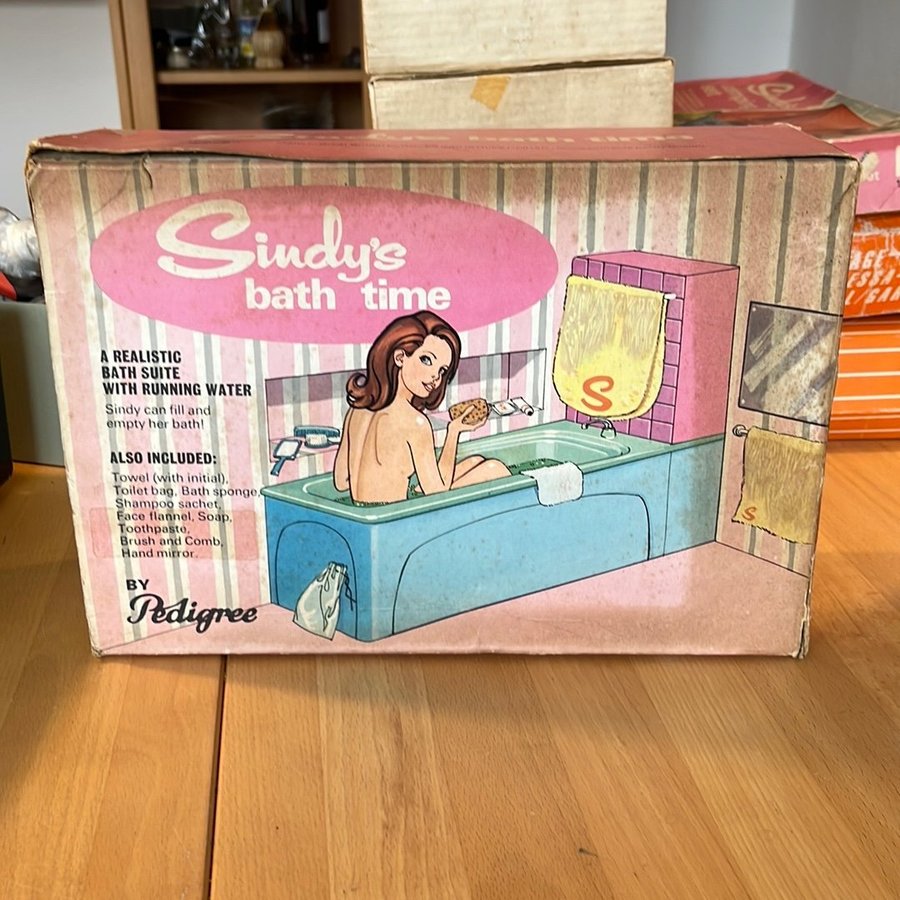 Sindy's
bath time
A REALISTIC
BATH SUITE
WITH RUNNING WATER
Sindy can fill and
empty her bath!
ALSO INCLUDED:
Towel (with initial),
Toilet bag, Bath sponge,
Shampoo sachet,
Face flannel, Soap,
Toothpaste,
Brush and Comb,
Hand mirror.
BY
Pedigree
S
S